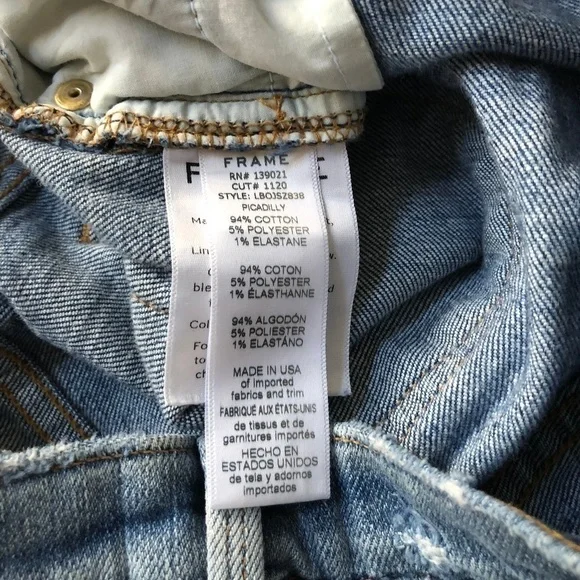 FRAME
RN# 139021
CUT# 1120
STYLE: LBOJSZ838
PICADILLY
94% COTTON
5% POLYESTER
1% ELASTANE
94% COTON
5% POLYESTER
1% ÉLASTHANNE
94% ALGODÓN
5% POLIESTER
1% ELASTANO
MADE IN USA
of imported
fabrics and trim
FABRIQUÉ AUX ÉTATS-UNIS
de tissus et de
garnitures importés
HECHO EN
ESTADOS UNIDOS
de tela y adornos
importados